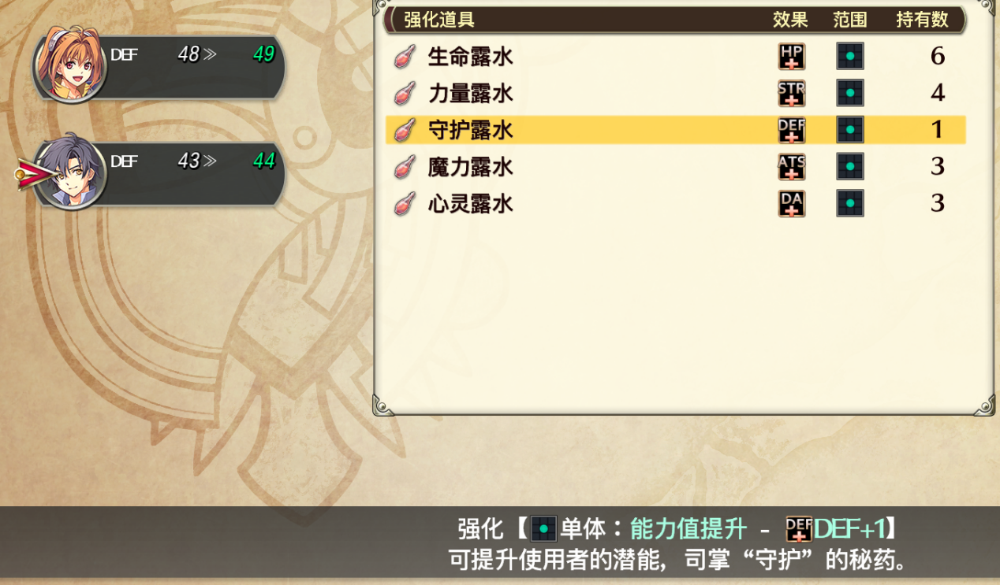 强化道具 效果 范围 持有数
DEF 48 >> 49
生命露水 HP 6
力量露水 STR 4
守护露水 DEF 1
DEF 43 >> 44
魔力露水 ATS 3
心灵露水 DA 3
强化【单体：能力值提升 - DEF DEF+1】
可提升使用者的潜能，司掌“守护”的秘药。